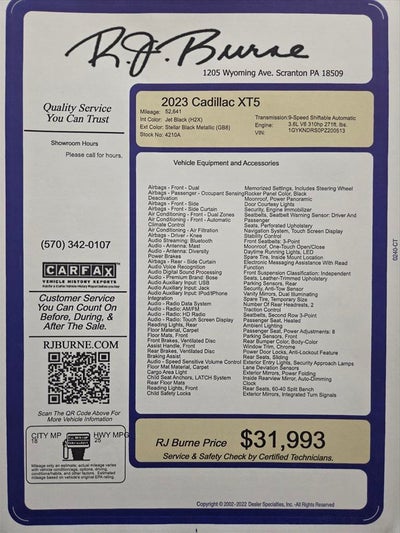 R.J. Burne
1205 Wyoming Ave. Scranton PA 18509
Quality Service
You Can Trust
Showroom Hours
Please call for hours.
(570) 342-0107
CARFAX
VEHICLE HISTORY REPORTS
Customer Service
You Can Count On
Before, During, &
After The Sale.
RJBURNE.COM
Scan The QR Code Above For
More Vehicle Information
CITY MPG HWY MPG
18 25
Mileage only an estimate; actual mileage varies
with vehicle
2023 Cadillac XT5
Mileage: 52,641
Int Color: Jet Black (H2X)
Ext Color: Stellar Black Metallic (GB8)
Stock No: 4210A
Transmission: 9-Speed Shiftable Automatic
Engine: 3.6L V6 310hp 271ft. lbs.
VIN: 1GYKNDRS0PZ200513
Vehicle Equipment and Accessories
Airbags - Front - Dual
Airbags - Passenger - Occupant Sensing
Deactivation
Airbags - Front - Side
Airbags - Front - Side Curtain
Air Conditioning - Front - Dual Zones
Air Conditioning - Front - Automatic
Climate Control
Air Conditioning - Air Filtration
Airbags - Driver - Knee
Audio Streaming: Bluetooth
Audio - Antenna: Mast
Audio - Antenna: Diversity
Power Brakes
Airbags - Rear - Side Curtain
Audio Voice Recognition
Audio Digital Sound Processing
Audio - Premium Brand: Bose
Audio Auxiliary Input: USB
Audio Auxiliary Input: Jack
Audio Auxiliary Input: IPod/IPhone
Integration
Audio - Radio Data System
Audio - Radio: AM/FM
Audio - Radio: HD Radio
Audio - Radio: Touch Screen Display
Reading Lights, Rear
Floor Material, Carpet
Floor Mats, Front
Front Brakes, Ventilated Disc
Assist Handle, Front
Rear Brakes, Ventilated Disc
Braking Assist
Audio - Speed Sensitive Volume Control
Floor Mat Material, Carpet
Cargo Area Light
Child Seat Anchors, LATCH System
Rear Floor Mats
Reading Lights, Front
Child Safety Locks
Memorized Settings, Includes Steering Wheel
Rocker Panel Color, Black
Moonroof, Power Panoramic
Door Courtesy Lights
Security, Engine Immobilizer
Seatbelts, Seatbelt Warning Sensor: Driver And
Passenger
Seats, Perforated Upholstery
Navigation System, Touch Screen Display
Stability Control
Front Seatbelts: 3-Point
Moonroof, One-Touch Open/Close
Daytime Running Lights, LED
Spare Tire, Inside Mount Location
Electronic Messaging Assistance With Read
Function
Front Suspension Classification: Independent
Seats, Leather-Trimmed Upholstery
Parking Sensors, Rear
Security, Anti-Tow Sensor
Vanity Mirrors, Dual Illuminating
Spare Tire, Temporary Size
Number Of Rear Headrests, 2
Traction Control
Seatbelts, Second Row 3-Point
Passenger Seat, Heated
Ambient Lighting
Passenger Seat, Power Adjustments: 8
Parking Sensors, Front
Rear Bumper Color, Body-Color
Window Trim, Chrome
Power Door Locks, Anti-Lockout Feature
Rear Seats, Sliding
Exterior Entry Lights, Security Approach Lamps
Lane Deviation Sensors
Exterior Mirrors, Power Folding
Inside Rearview Mirror, Auto-Dimming
Clock
Rear Seats, 60-40 Split Bench
Exterior Mirrors, Integrated Turn Signals
RJ Burne Price $31,993
Service & Safety Check by Certified Technicians.
Copyright © 2002-2022 Dealer Specialties, Inc. -All Rights Reserved